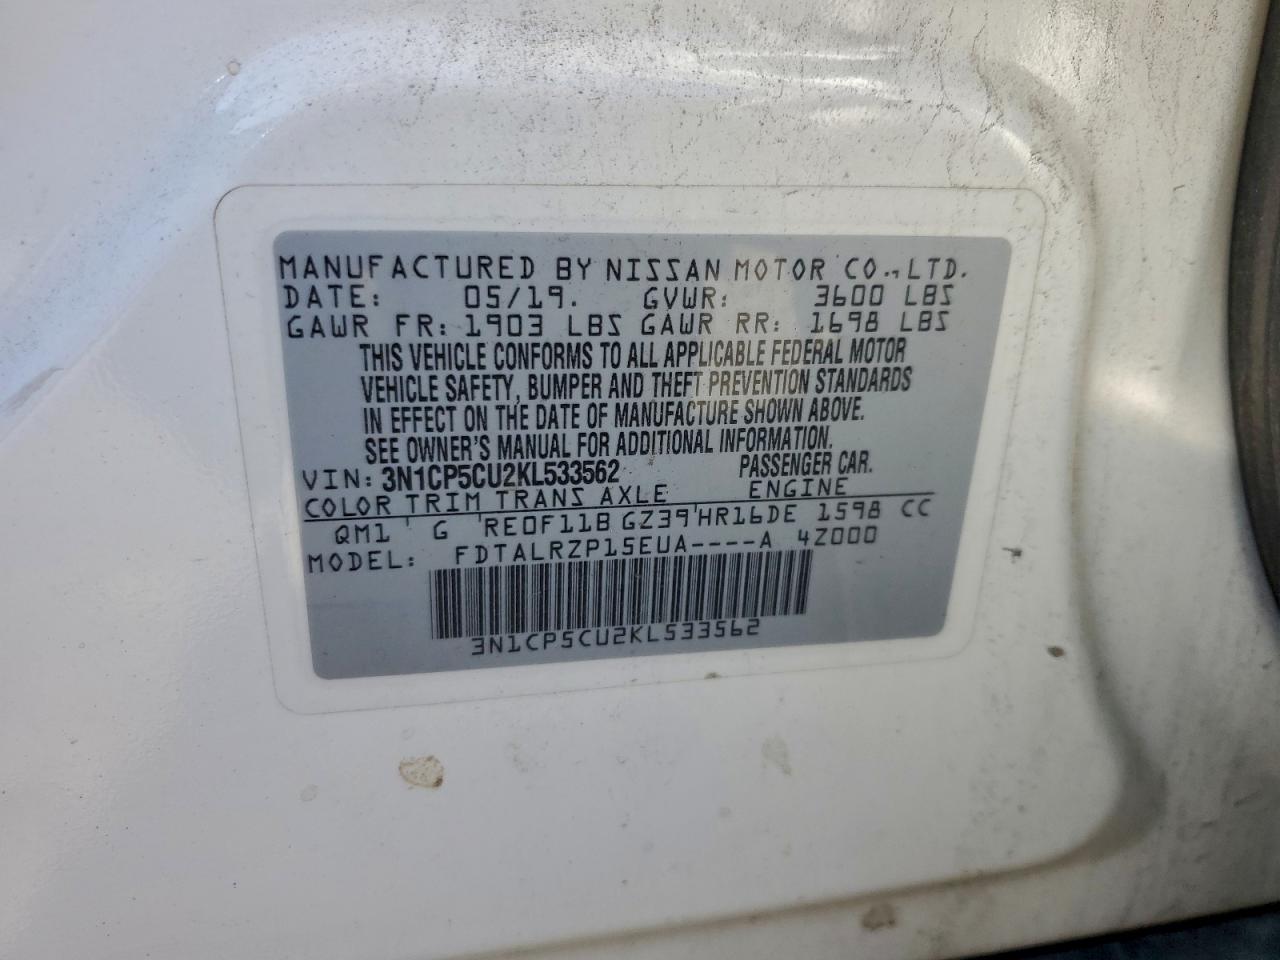 MANUFACTURED BY NISSAN MOTOR CO., LTD.
DATE: 05/19. GVWR: 3600 LBS
GAWR FR: 1903 LBS GAWR RR: 1698 LBS
THIS VEHICLE CONFORMS TO ALL APPLICABLE FEDERAL MOTOR
VEHICLE SAFETY, BUMPER AND THEFT PREVENTION STANDARDS
IN EFFECT ON THE DATE OF MANUFACTURE SHOWN ABOVE.
SEE OWNER'S MANUAL FOR ADDITIONAL INFORMATION.
VIN: 3N1CP5CU2KL533562 PASSENGER CAR.
COLOR TRIM TRANS AXLE ENGINE
QM1 ' G 'RE0F11B GZ39'HR16DE 1598 CC
MODEL: FDTALRZP15EUA----A 4Z000
3N1CP5CU2KL533562